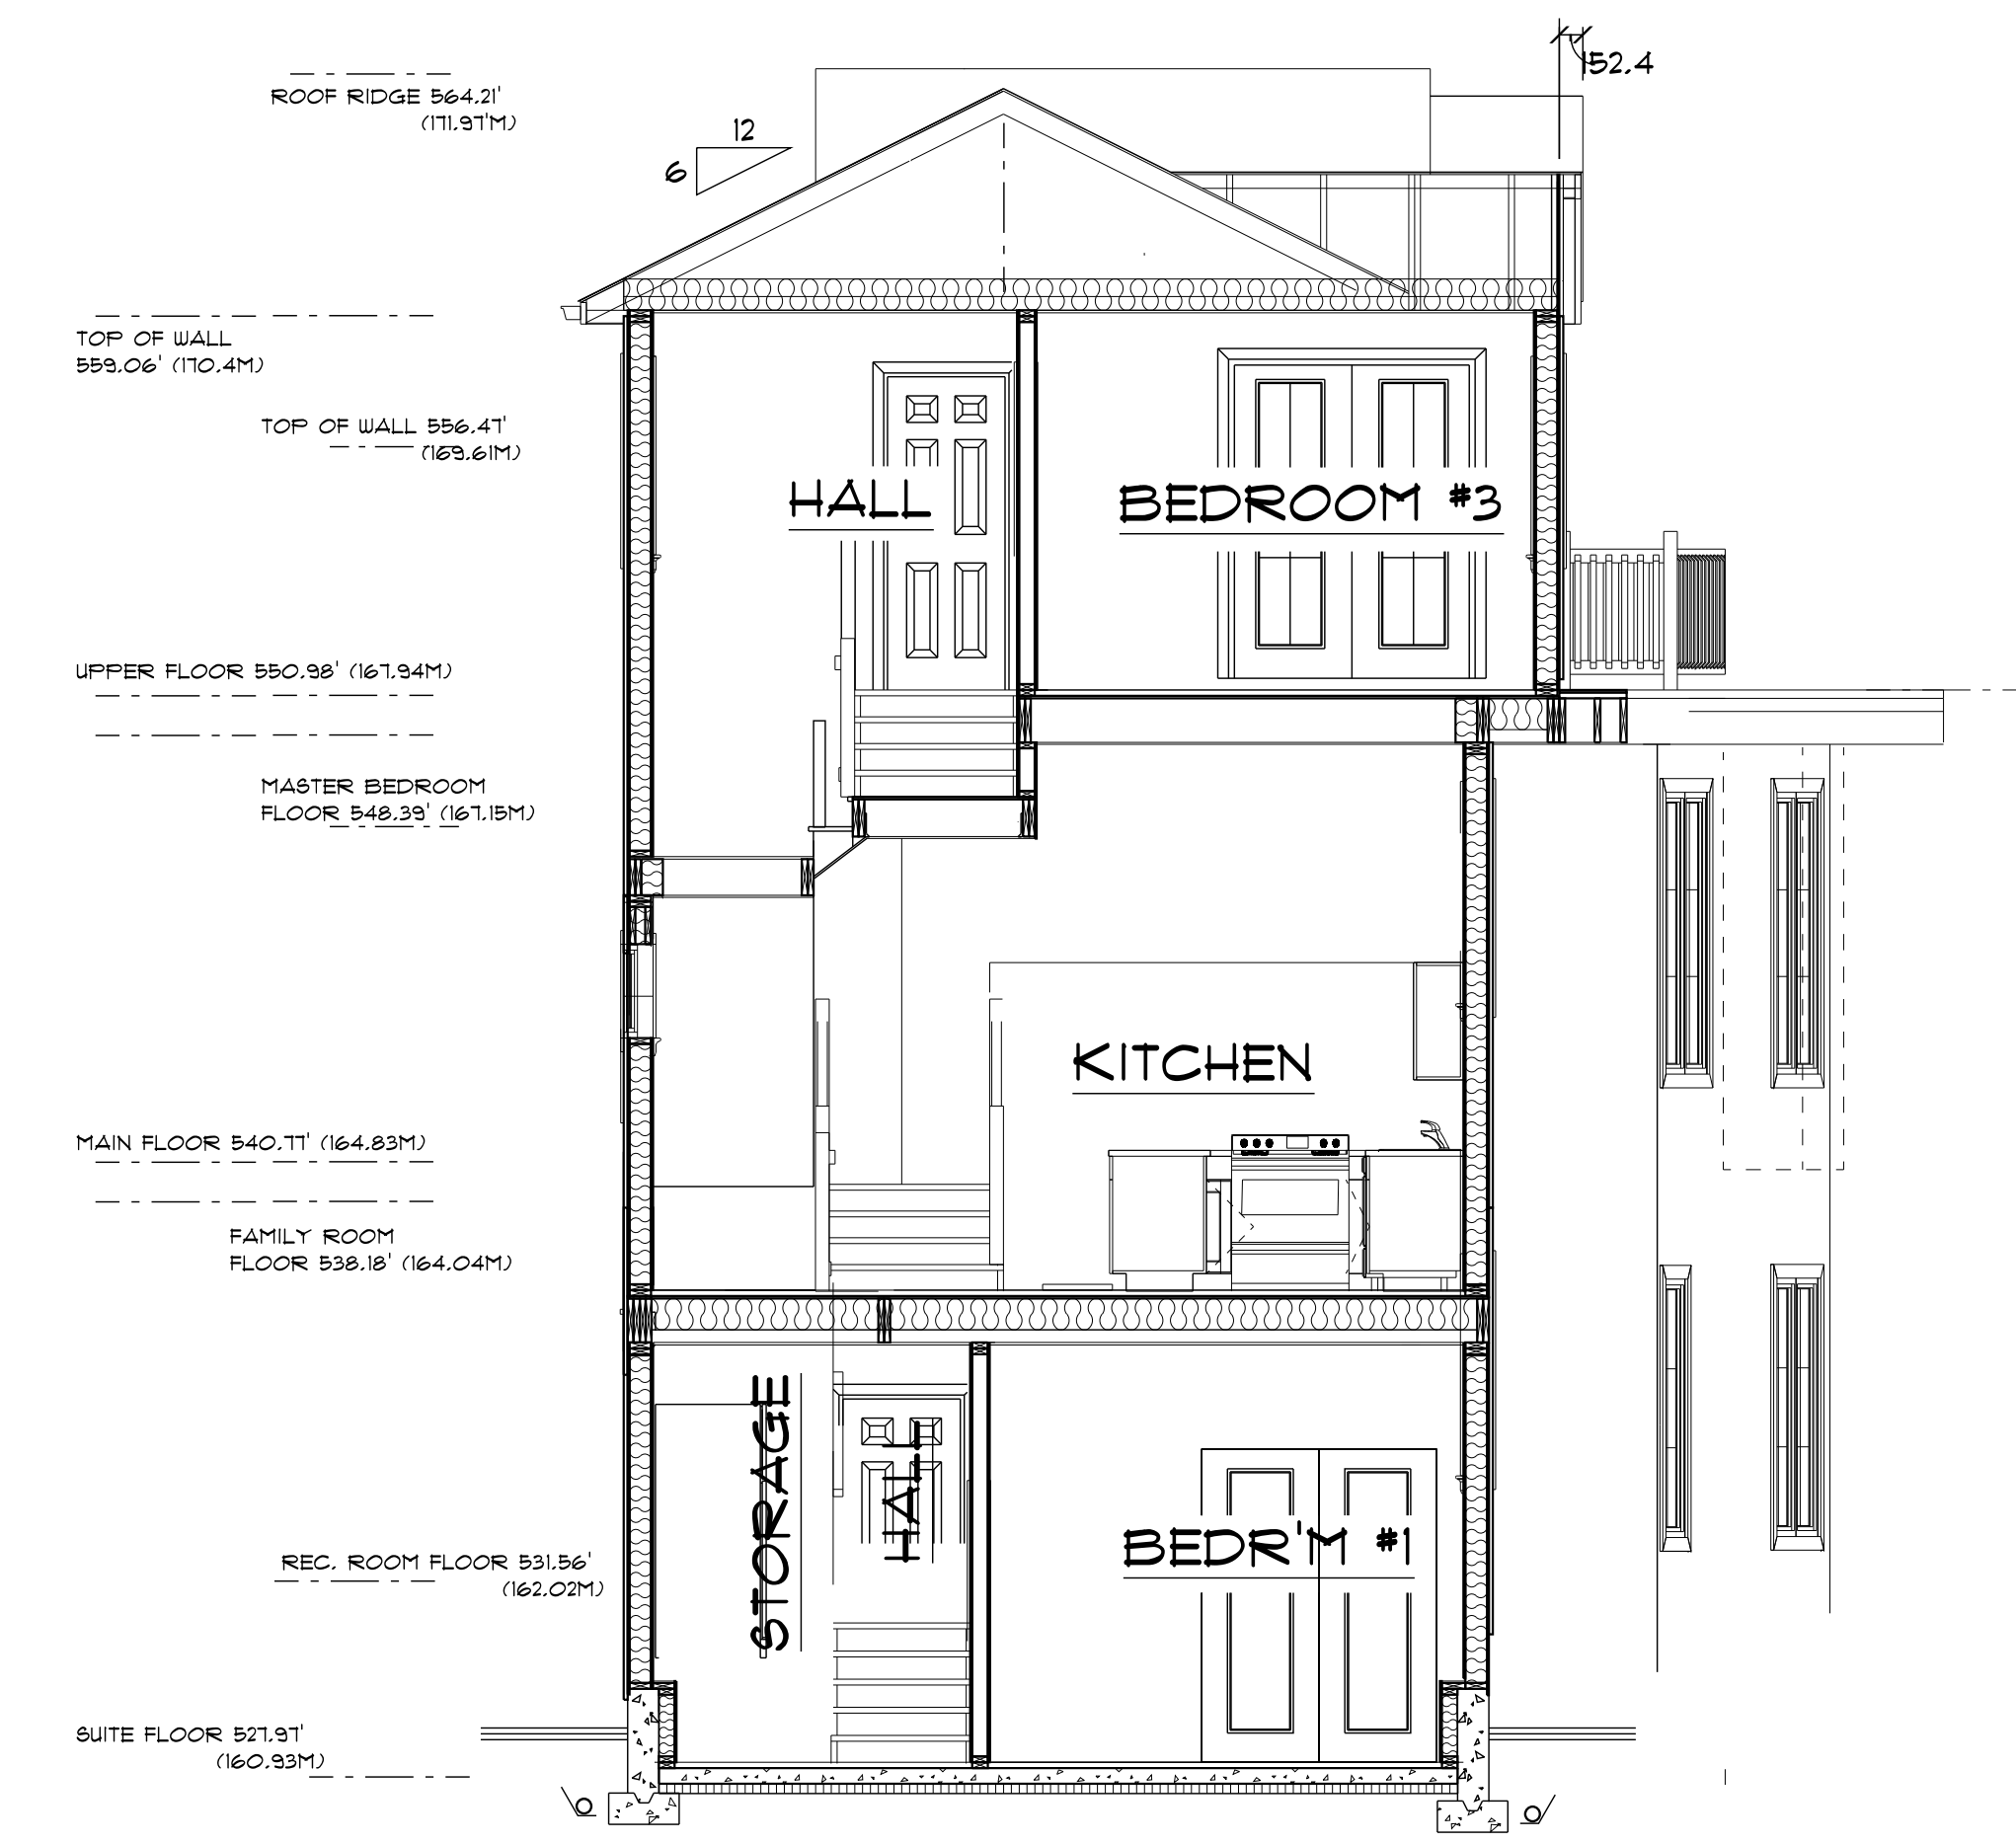 152.4
ROOF RIDGE 564.21'
(171.97'M)
12
6
TOP OF WALL
559.06' (170.4M)
TOP OF WALL 556.47'
(169.61M)
HALL
BEDROOM #3
UPPER FLOOR 550.98' (167.94M)
MASTER BEDROOM
FLOOR 548.39' (167.15M)
KITCHEN
MAIN FLOOR 540.77' (164.83M)
FAMILY ROOM
FLOOR 538.18' (164.04M)
STORAGE
HALL
BEDR'M #1
REC. ROOM FLOOR 531.56'
(162.02M)
SUITE FLOOR 527.97'
(160.93M)